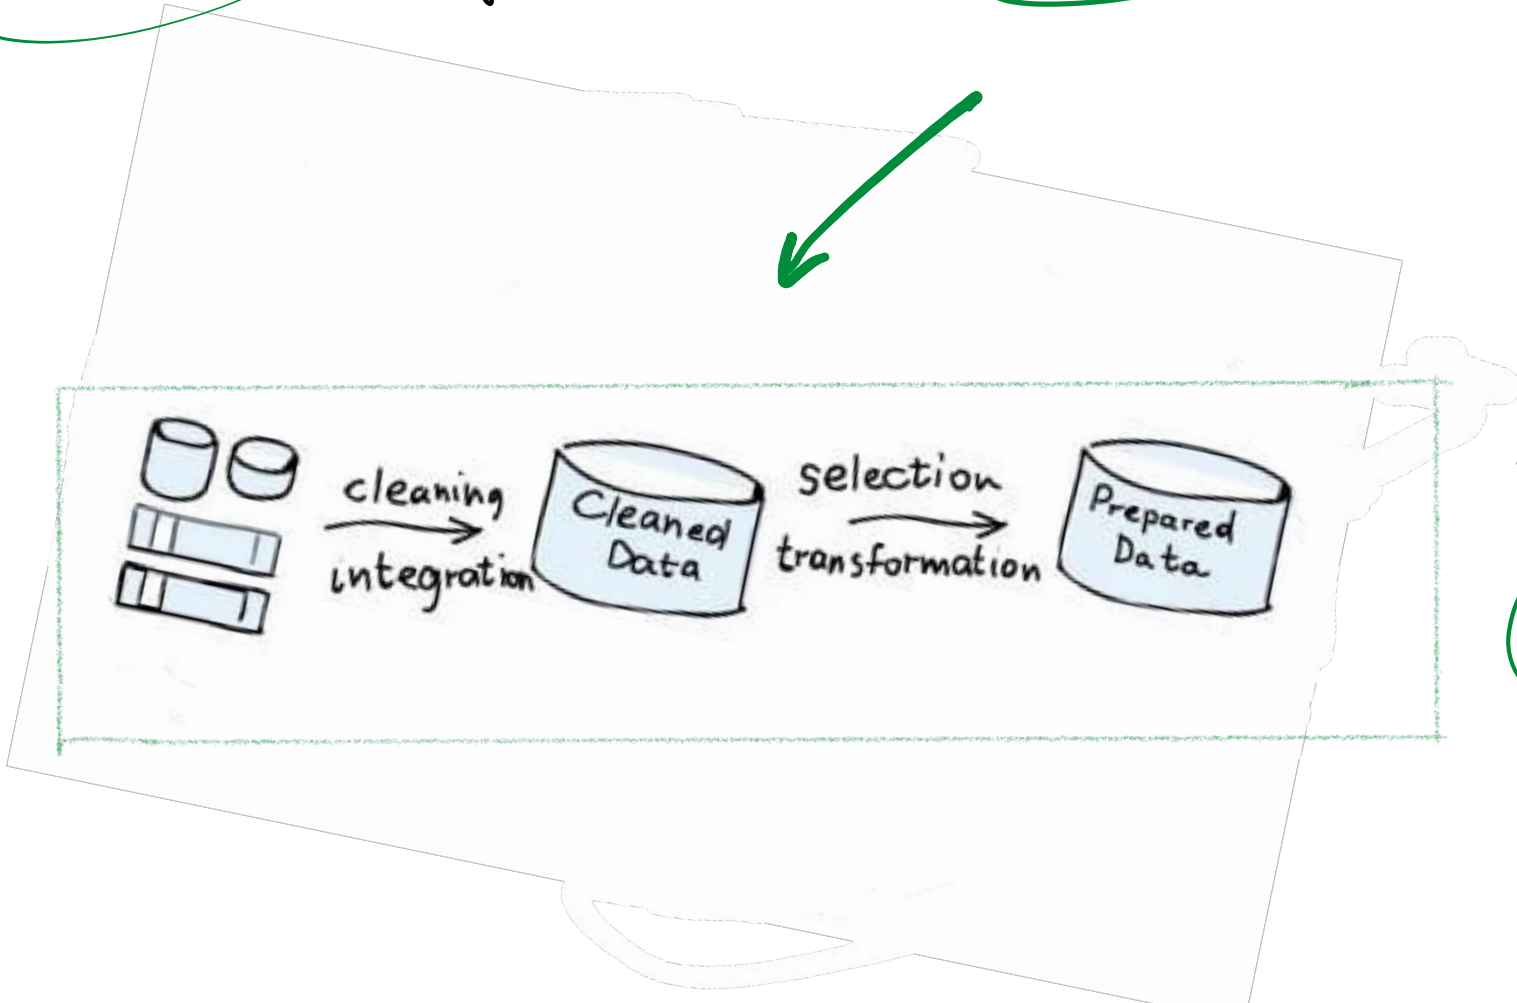 cleaning
integration
Cleaned
Data
selection
transformation
Prepared
Data